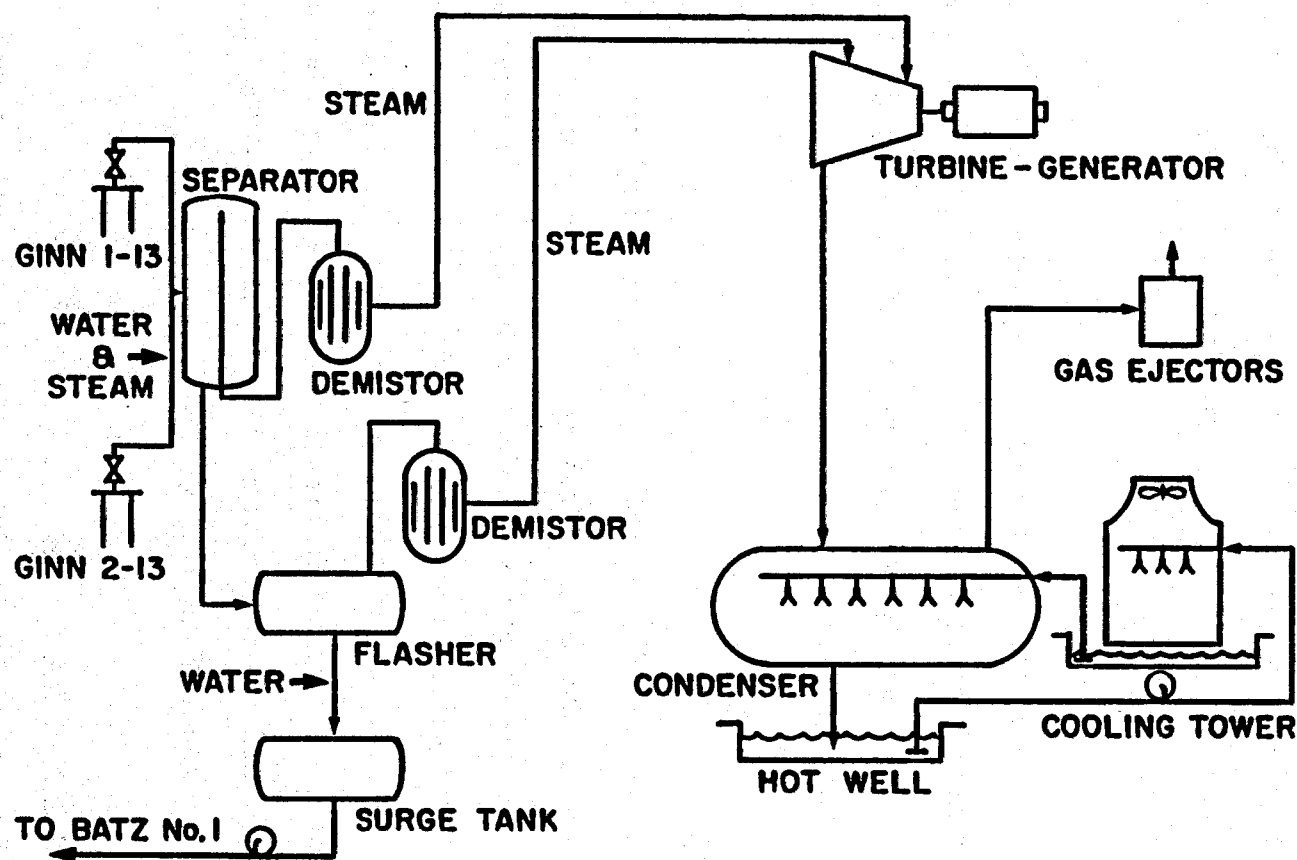 STEAM
SEPARATOR
TURBINE-GENERATOR
GINN 1-13
STEAM
WATER
&
STEAM
DEMISTOR
GAS EJECTORS
DEMISTOR
GINN 2-13
FLASHER
WATER
CONDENSER
COOLING TOWER
HOT WELL
SURGE TANK
TO BATZ No. 1